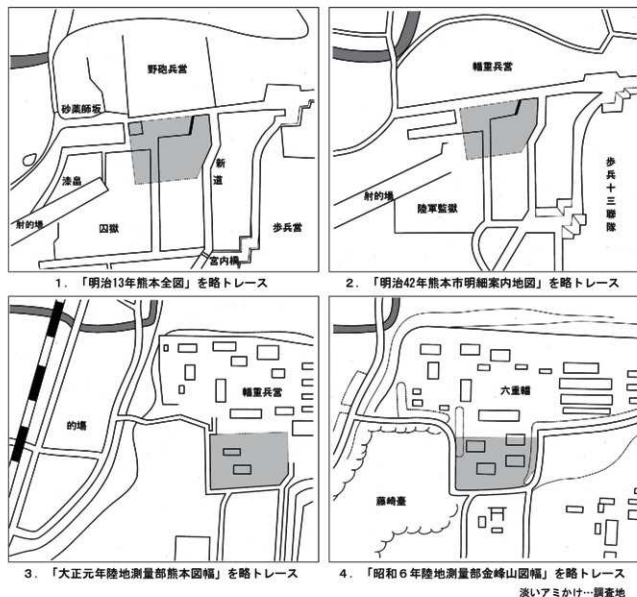 野砲兵営
砂薬師坂
漆畠
新道
射的場
囚獄
歩兵営
宮内橋
1．「明治13年熊本全図」を略トレース
輜重兵営
歩兵十三聯隊
射的場
陸軍監獄
2．「明治42年熊本市明細案内地図」を略トレース
輜重兵営
的場
3．「大正元年陸地測量部熊本図幅」を略トレース
六重輜
藤崎臺
4．「昭和６年陸地測量部金峰山図幅」を略トレース
淡いアミかけ…調査地